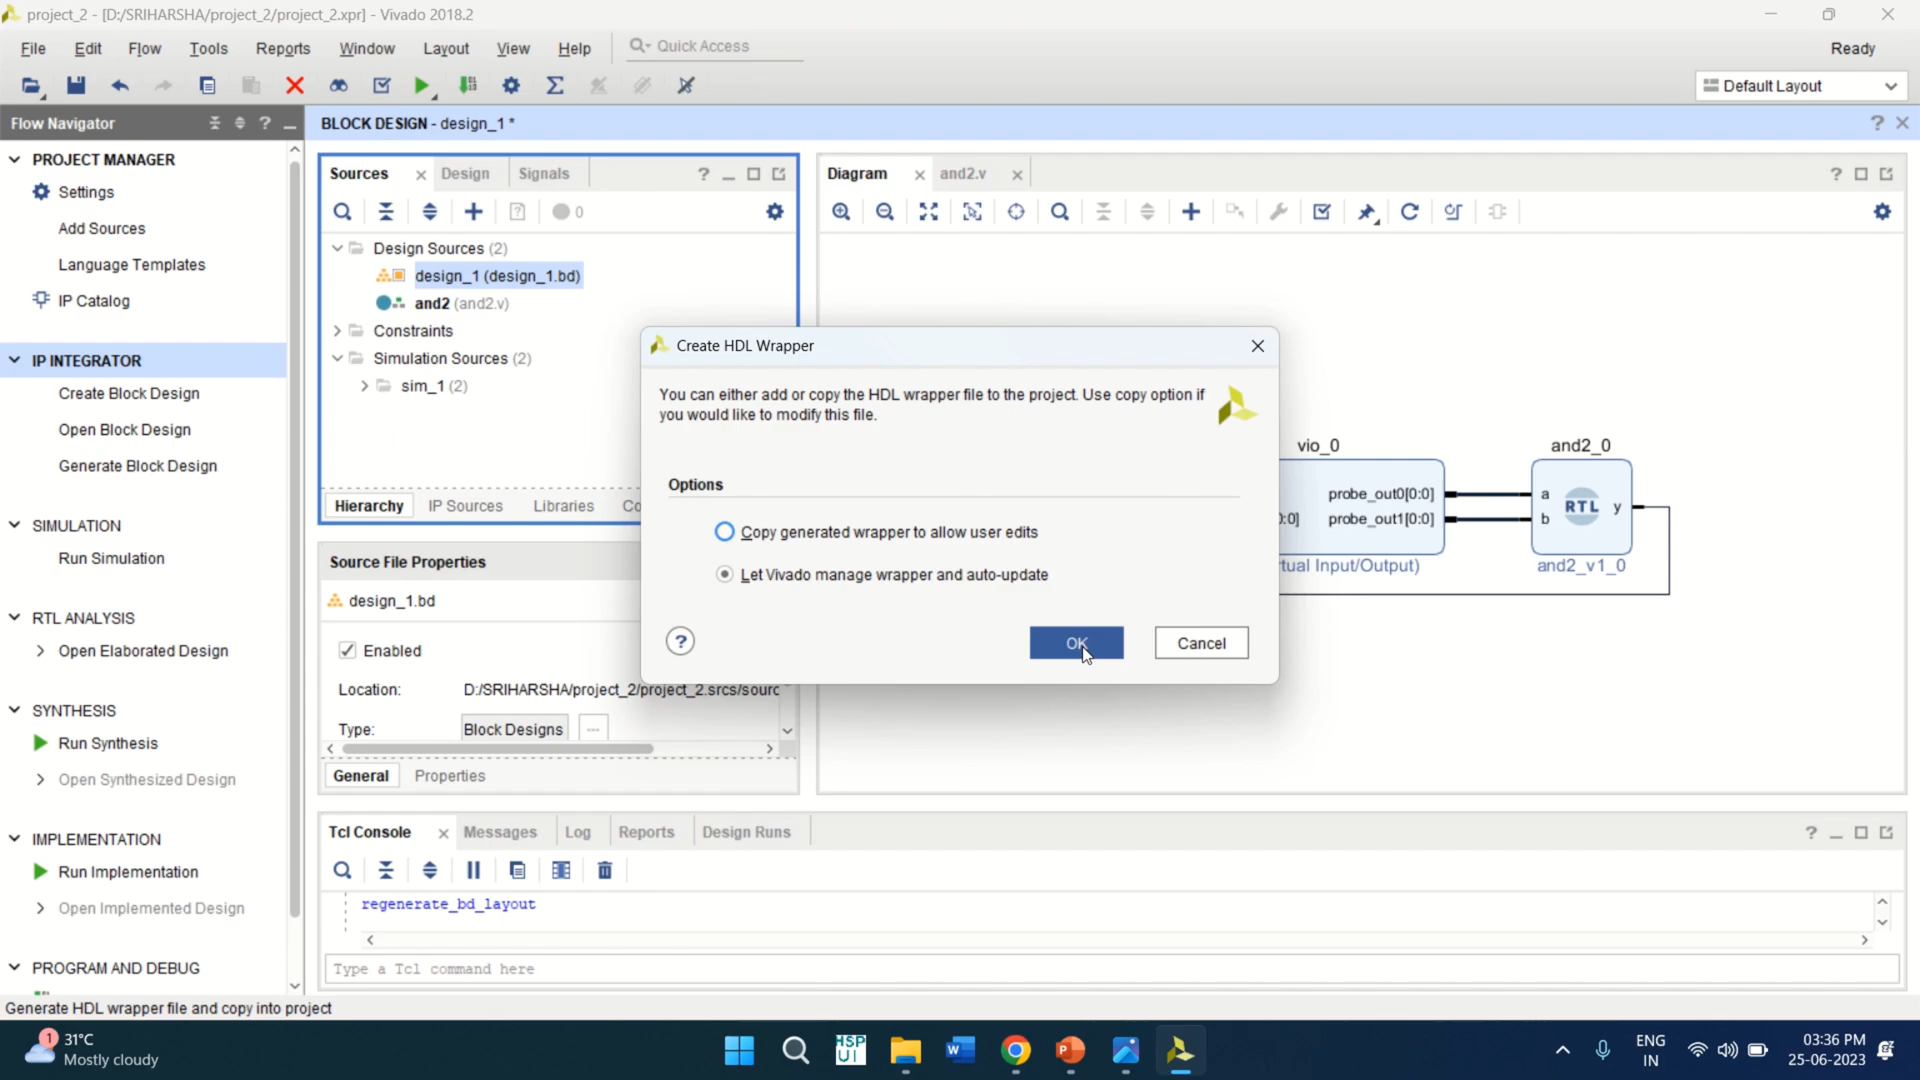 project_2 - [D:/SRIHARSHA/project_2/project_2.xpr] - Vivado 2018.2
File Edit Flow Tools Reports Window Layout View Help Quick Access Ready
Default Layout
Flow Navigator
PROJECT MANAGER
Settings
Add Sources
Language Templates
IP Catalog
IP INTEGRATOR
Create Block Design
Open Block Design
Generate Block Design
SIMULATION
Run Simulation
RTL ANALYSIS
Open Elaborated Design
SYNTHESIS
Run Synthesis
Open Synthesized Design
IMPLEMENTATION
Run Implementation
Open Implemented Design
PROGRAM AND DEBUG
BLOCK DESIGN - design_1 *
Sources Design Signals
0
Design Sources (2)
design_1 (design_1.bd)
and2 (and2.v)
Constraints
Simulation Sources (2)
sim_1 (2)
Hierarchy IP Sources Libraries Co
Source File Properties
design_1.bd
Enabled
Location: D:/SRIHARSHA/project_2/project_2.srcs/sourc
Type: Block Designs ...
General Properties
Diagram and2.v
vio_0
probe_out0[0:0]
probe_out1[0:0]
0:0]
tual Input/Output)
and2_0
a
b
RTL
y
and2_v1_0
Create HDL Wrapper
You can either add or copy the HDL wrapper file to the project. Use copy option if
you would like to modify this file.
Options
Copy generated wrapper to allow user edits
Let Vivado manage wrapper and auto-update
?
OK
Cancel
Tcl Console Messages Log Reports Design Runs
regenerate_bd_layout
Type a Tcl command here
Generate HDL wrapper file and copy into project
1
31°C
Mostly cloudy
HSP
UI
ENG
IN
03:36 PM
25-06-2023